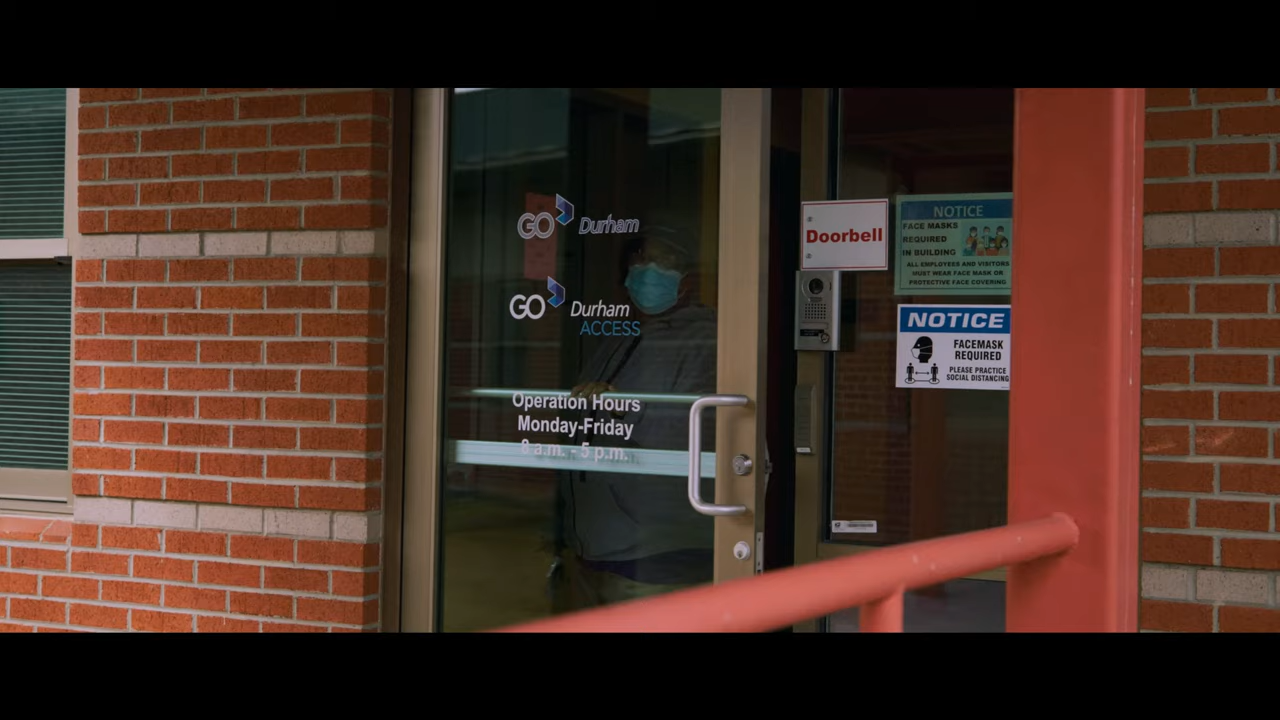 GO Durham
GO Durham
ACCESS
Operation Hours
Monday-Friday
8 a.m. - 5 p.m.
Doorbell
NOTICE
FACE MASKS
REQUIRED
IN BUILDING
ALL EMPLOYEES AND VISITORS
MUST WEAR FACE MASK OR
PROTECTIVE FACE COVERING
NOTICE
FACEMASK
REQUIRED
PLEASE PRACTICE
SOCIAL DISTANCING